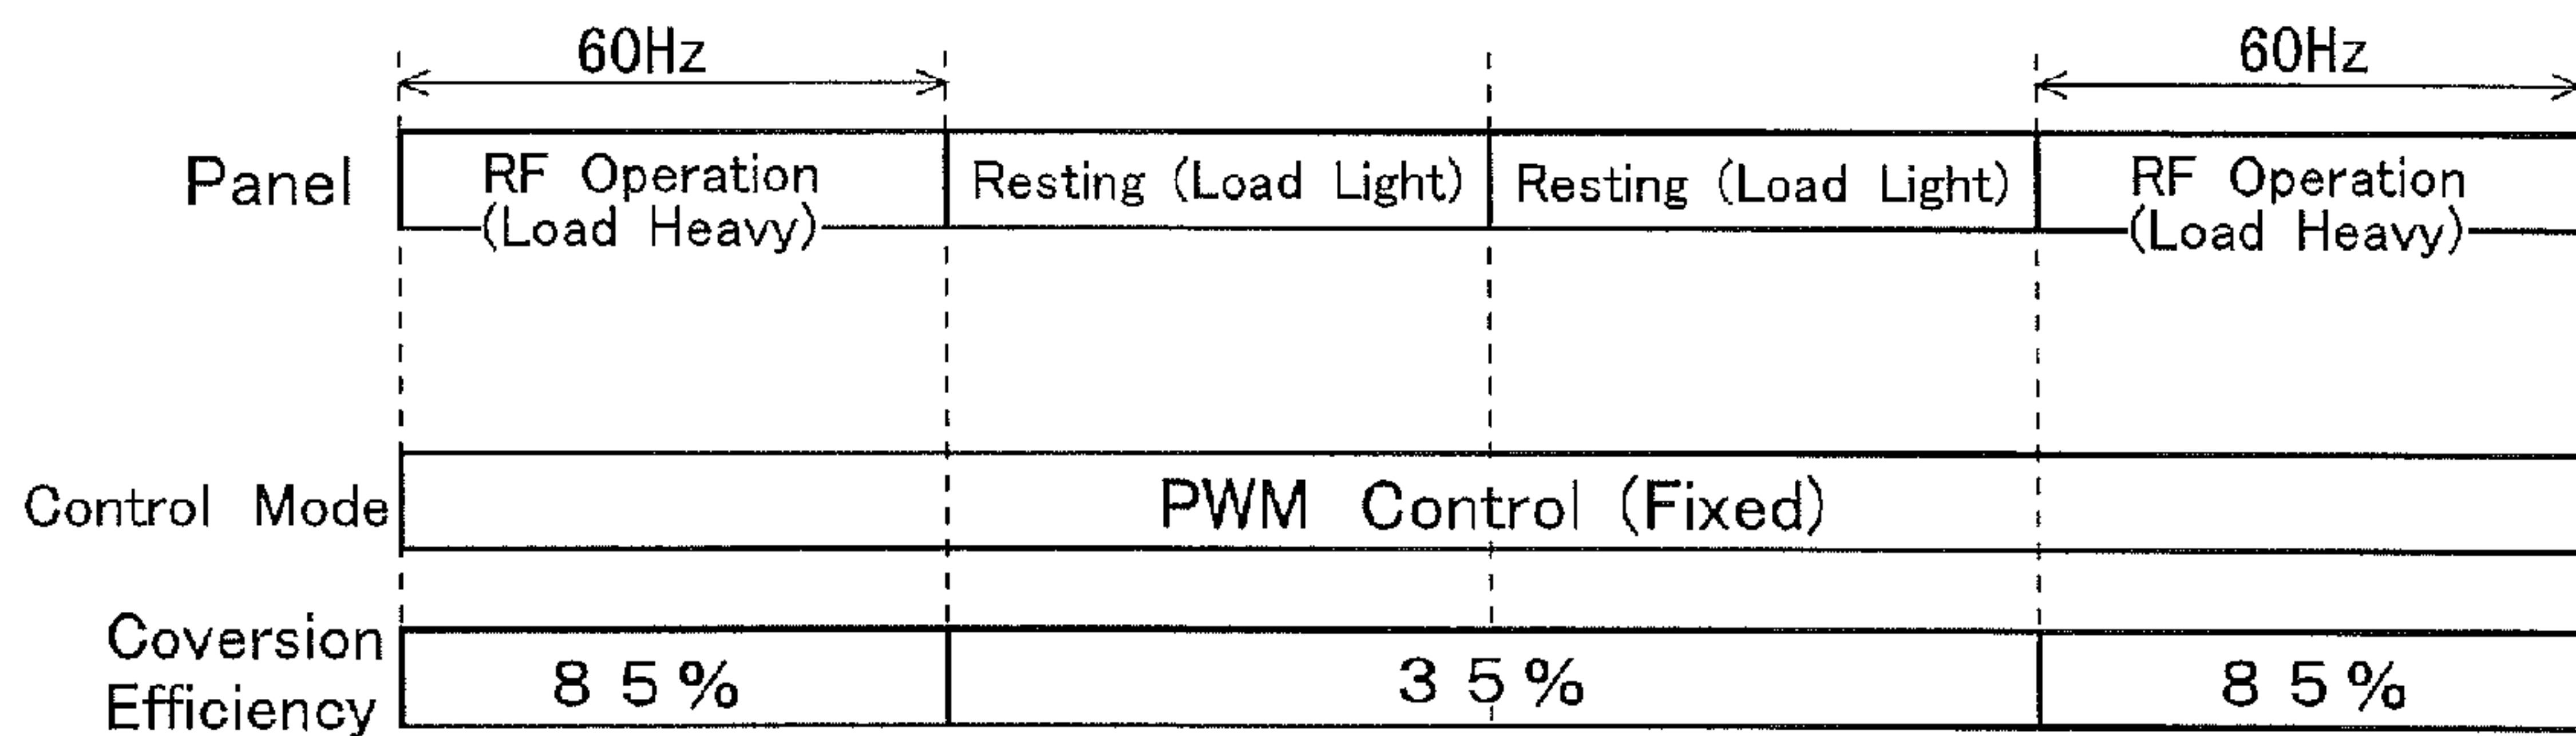 60Hz 60Hz
Panel RF Operation Resting (Load Light) Resting (Load Light) RF Operation
(Load Heavy) (Load Heavy)
Control Mode PWM Control (Fixed)
Coversion
Efficiency 85% 35% 85%